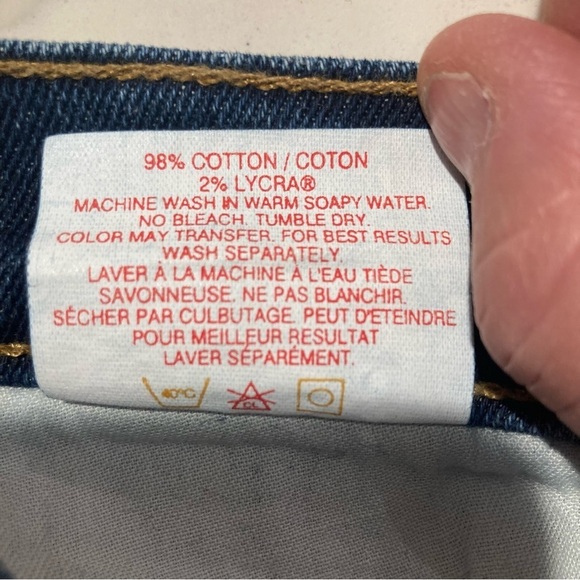 98% COTTON / COTON
2% LYCRA®
MACHINE WASH IN WARM SOAPY WATER.
NO BLEACH. TUMBLE DRY.
COLOR MAY TRANSFER. FOR BEST RESULTS
WASH SEPARATELY.
LAVER À LA MACHINE À L'EAU TIÈDE
SAVONNEUSE. NE PAS BLANCHIR.
SÉCHER PAR CULBUTAGE. PEUT D'ETEINDRE
POUR MEILLEUR RESULTAT
LAVER SÉPARÉMENT.
40°C CL